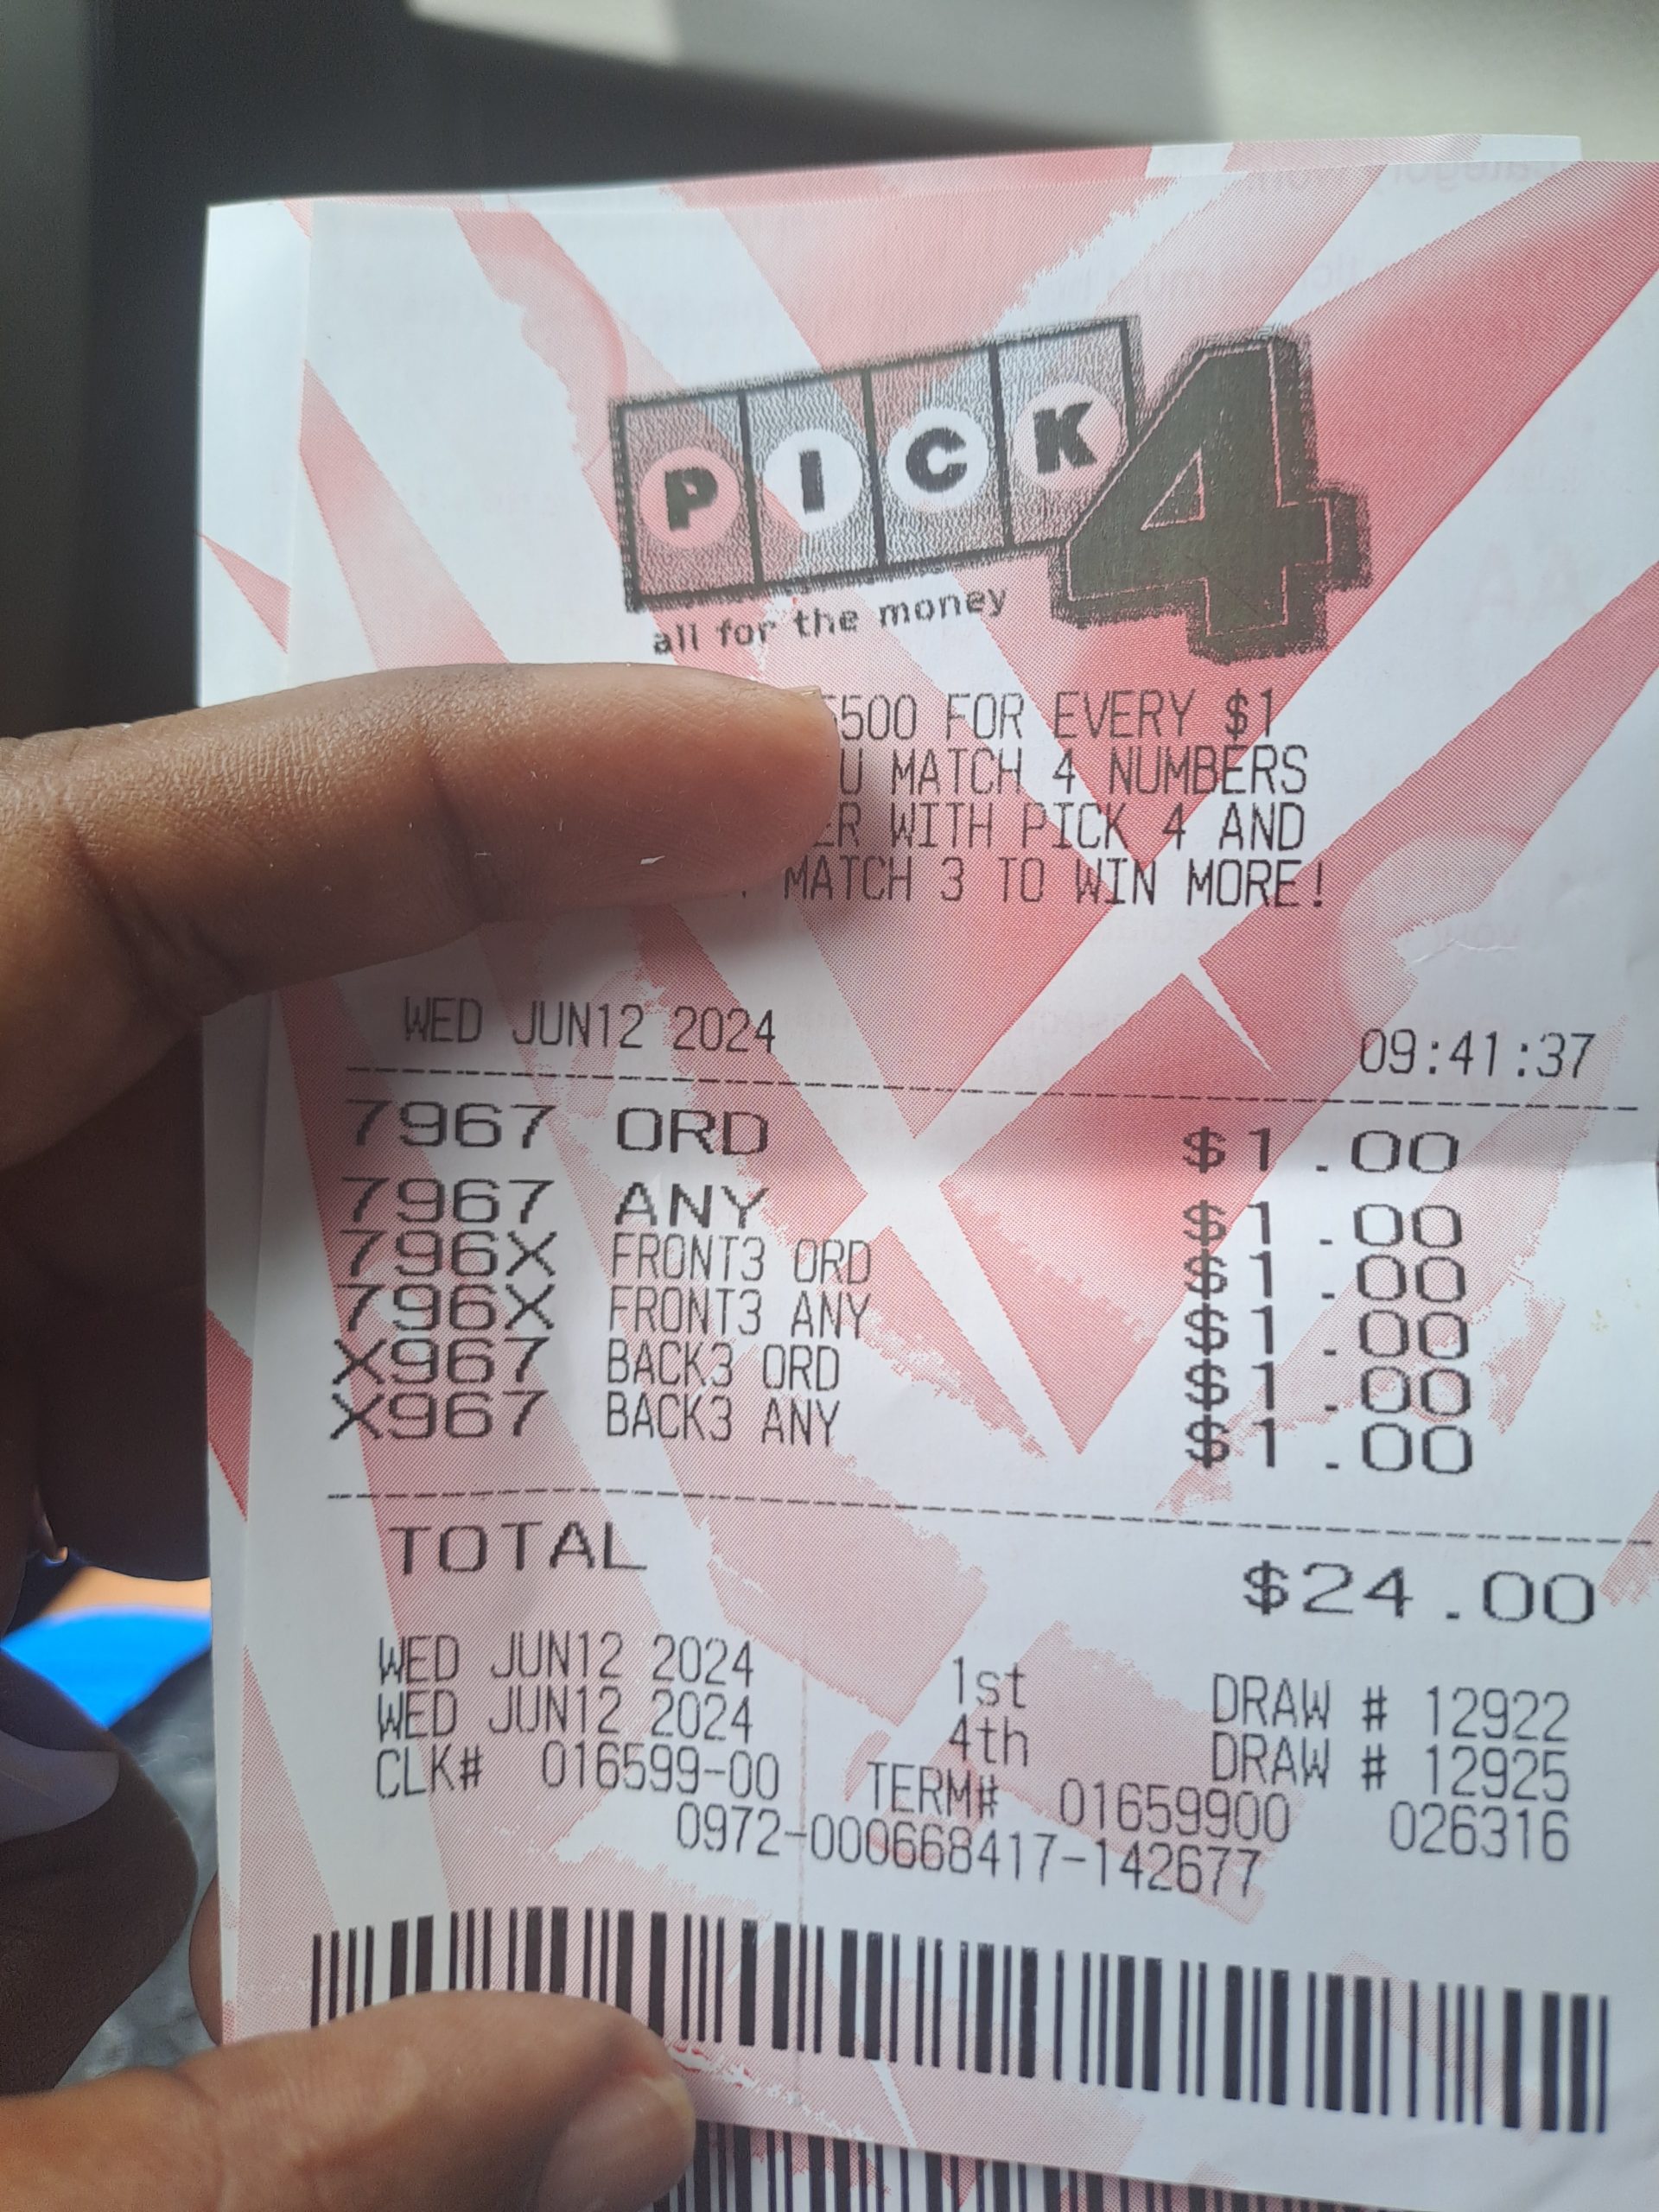 PICK 4
all for the money
500 FOR EVERY $1
U MATCH 4 NUMBERS
ER WITH PICK 4 AND
MATCH 3 TO WIN MORE!
WED JUN12 2024 09:41:37
7967 ORD $1.00
7967 ANY $1.00
796X FRONT3 ORD $1.00
796X FRONT3 ANY $1.00
X967 BACK3 ORD $1.00
X967 BACK3 ANY $1.00
TOTAL $24.00
WED JUN12 2024 1st DRAW # 12922
WED JUN12 2024 4th DRAW # 12925
CLK# 016599-00 TERM# 01659900 026316
0972-000668417-142677